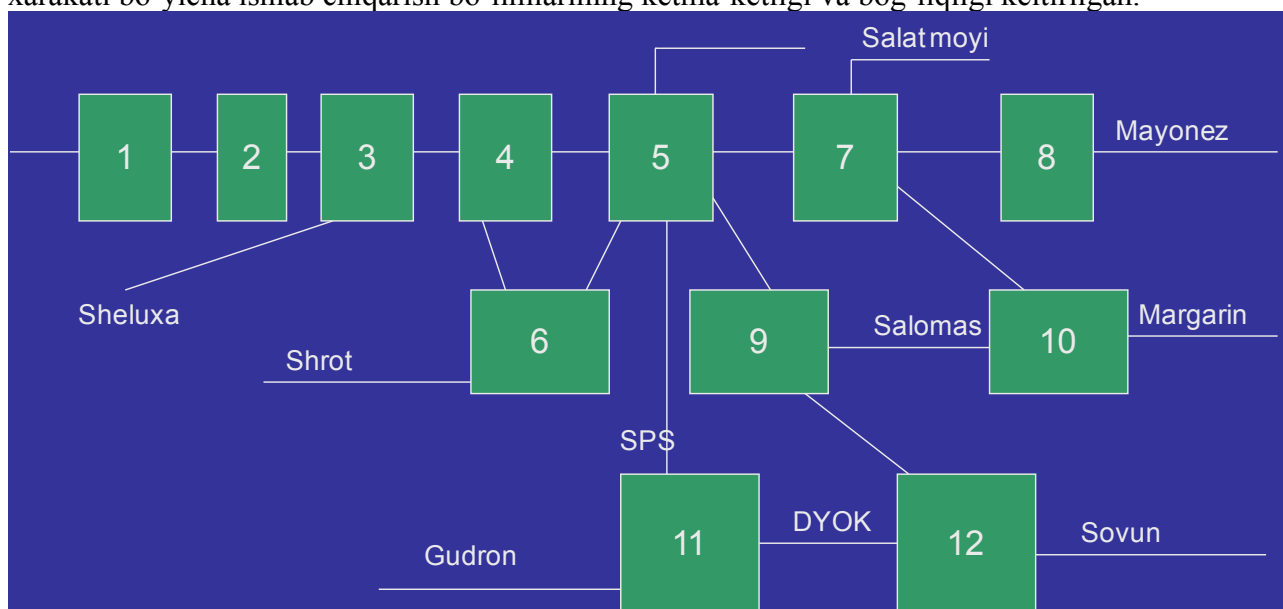 Salat moyi
1
2
3
4
5
7
8
Mayonez
Sheluxa
6
Shrot
9
Salomas
10
Margarin
SPS
11
DYOK
12
Sovun
Gudron